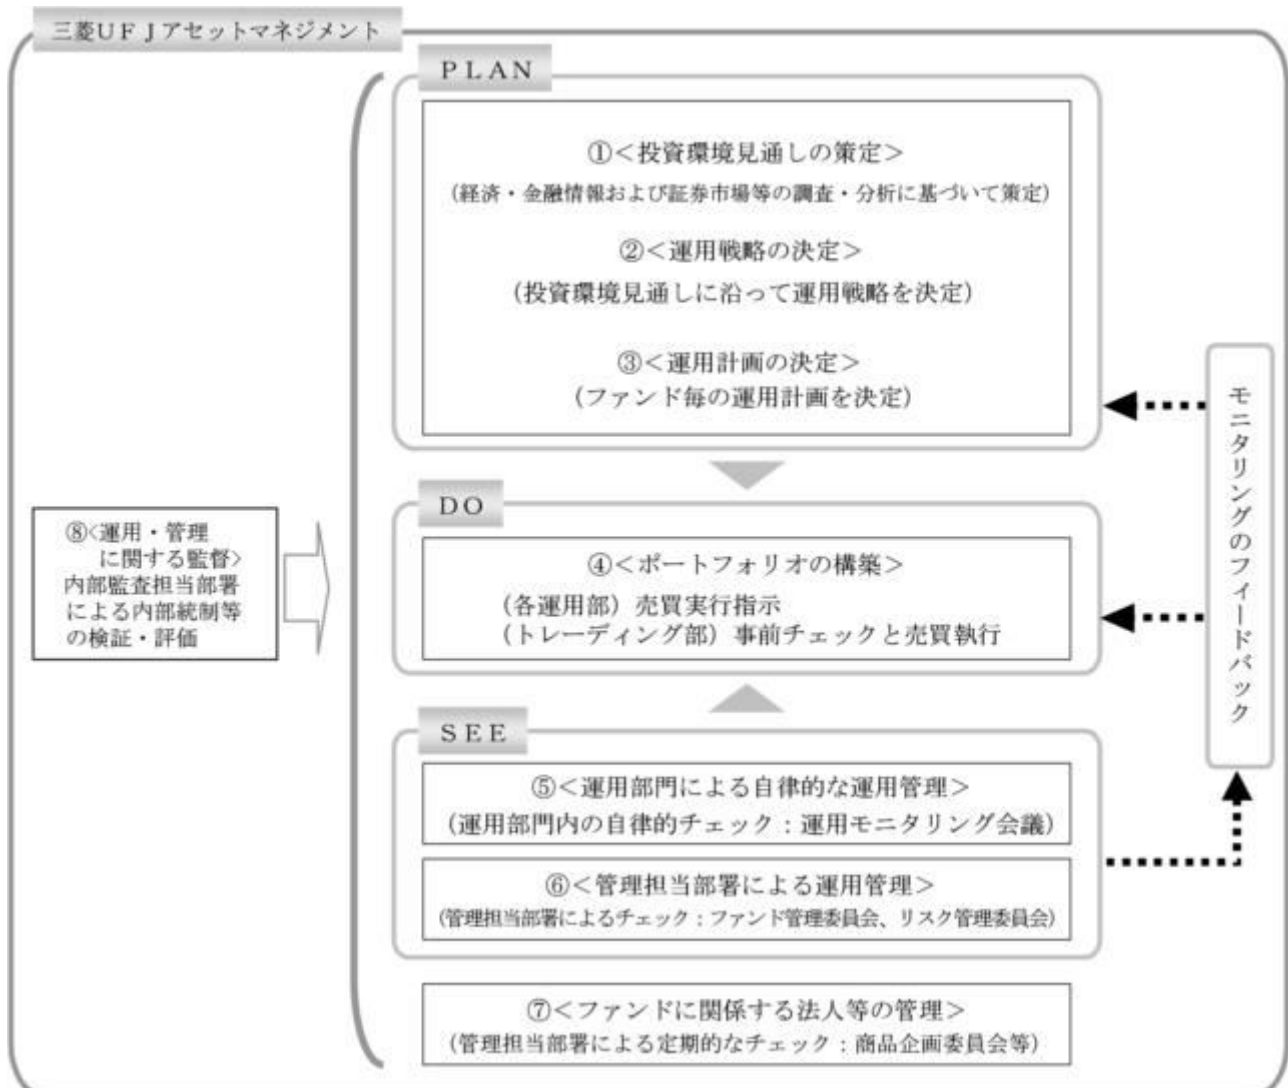 三菱ＵＦＪアセットマネジメント
ＰＬＡＮ
①＜投資環境見通しの策定＞
（経済・金融情報および証券市場等の調査・分析に基づいて策定）
②＜運用戦略の決定＞
（投資環境見通しに沿って運用戦略を決定）
③＜運用計画の決定＞
（ファンド毎の運用計画を決定）
ＤＯ
④＜ポートフォリオの構築＞
（各運用部）売買実行指示
（トレーディング部）事前チェックと売買執行
ＳＥＥ
⑤＜運用部門による自律的な運用管理＞
（運用部門内の自律的チェック：運用モニタリング会議）
⑥＜管理担当部署による運用管理＞
（管理担当部署によるチェック：ファンド管理委員会、リスク管理委員会）
⑦＜ファンドに関係する法人等の管理＞
（管理担当部署による定期的なチェック：商品企画委員会等）
⑧<運用・管理
に関する監督>
内部監査担当部署
による内部統制等
の検証・評価
モニタリングのフィードバック